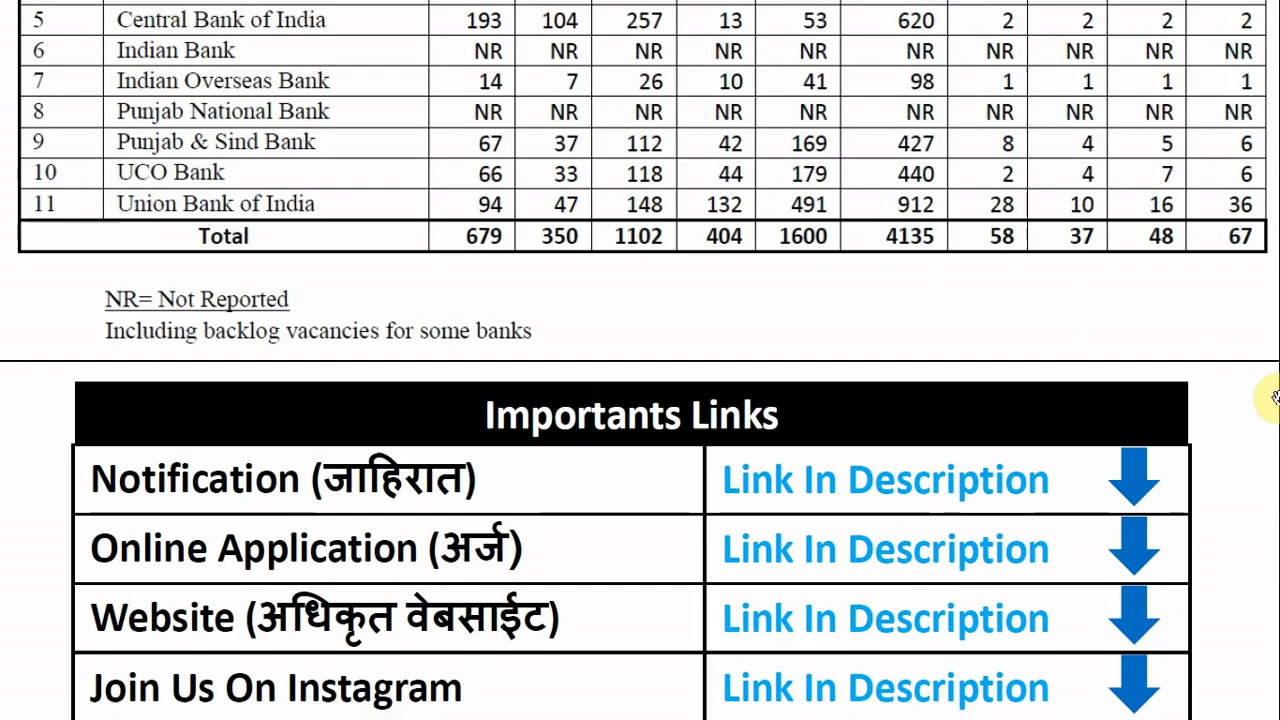 5 Central Bank of India 193 104 257 13 53 620 2 2 2 2
6 Indian Bank NR NR NR NR NR NR NR NR NR NR
7 Indian Overseas Bank 14 7 26 10 41 98 1 1 1 1
8 Punjab National Bank NR NR NR NR NR NR NR NR NR NR
9 Punjab & Sind Bank 67 37 112 42 169 427 8 4 5 6
10 UCO Bank 66 33 118 44 179 440 2 4 7 6
11 Union Bank of India 94 47 148 132 491 912 28 10 16 36
Total 679 350 1102 404 1600 4135 58 37 48 67
NR= Not Reported
Including backlog vacancies for some banks
Importants Links
Notification (जाहिरात) Link In Description
Online Application (अर्ज) Link In Description
Website (अधिकृत वेबसाईट) Link In Description
Join Us On Instagram Link In Description